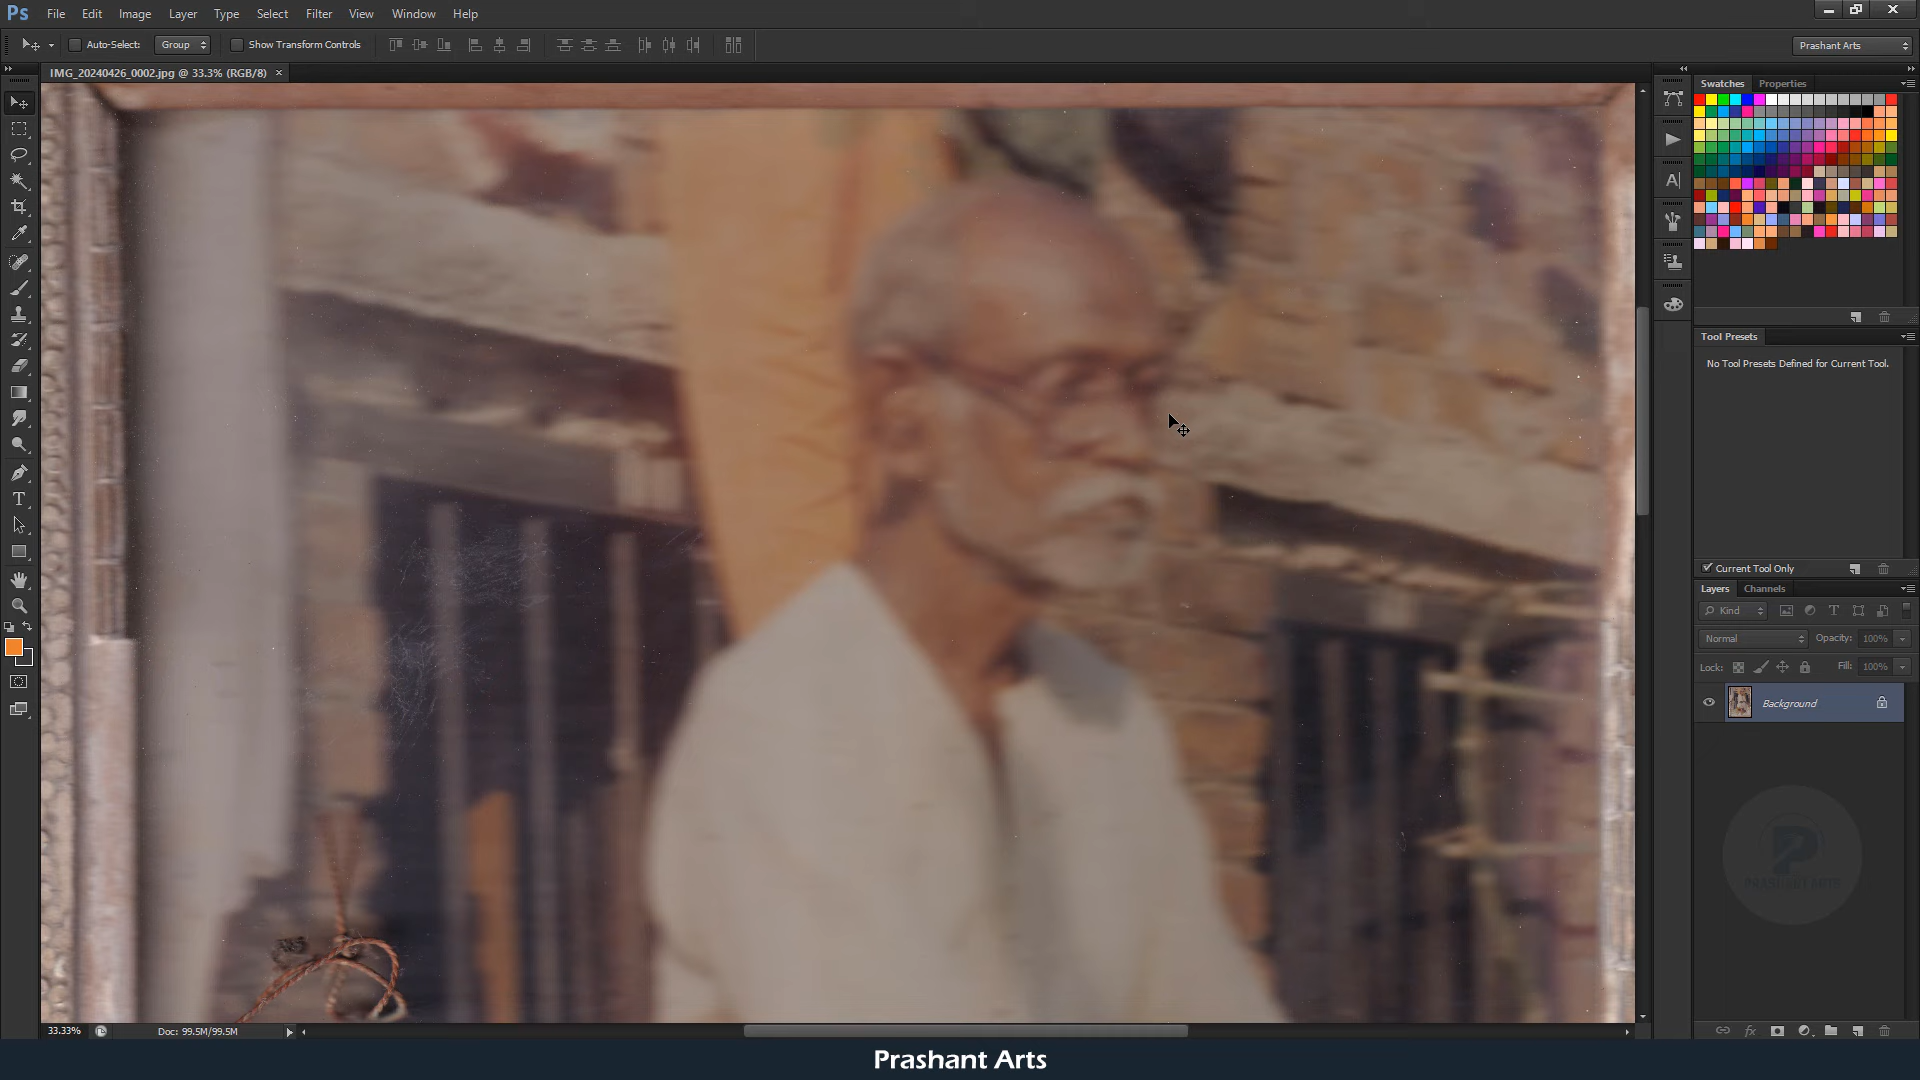 Ps File Edit Image Layer Type Select Filter View Window Help
Auto-Select: Group Show Transform Controls Prashant Arts
IMG_20240426_0002.jpg @ 33.3% (RGB/8) ×
Swatches Properties
Tool Presets
No Tool Presets Defined for Current Tool.
Current Tool Only
Layers Channels
Kind
Normal Opacity: 100%
Lock: Fill: 100%
Background
PRASHANT ARTS
33.33% Doc: 99.5M/99.5M
Prashant Arts